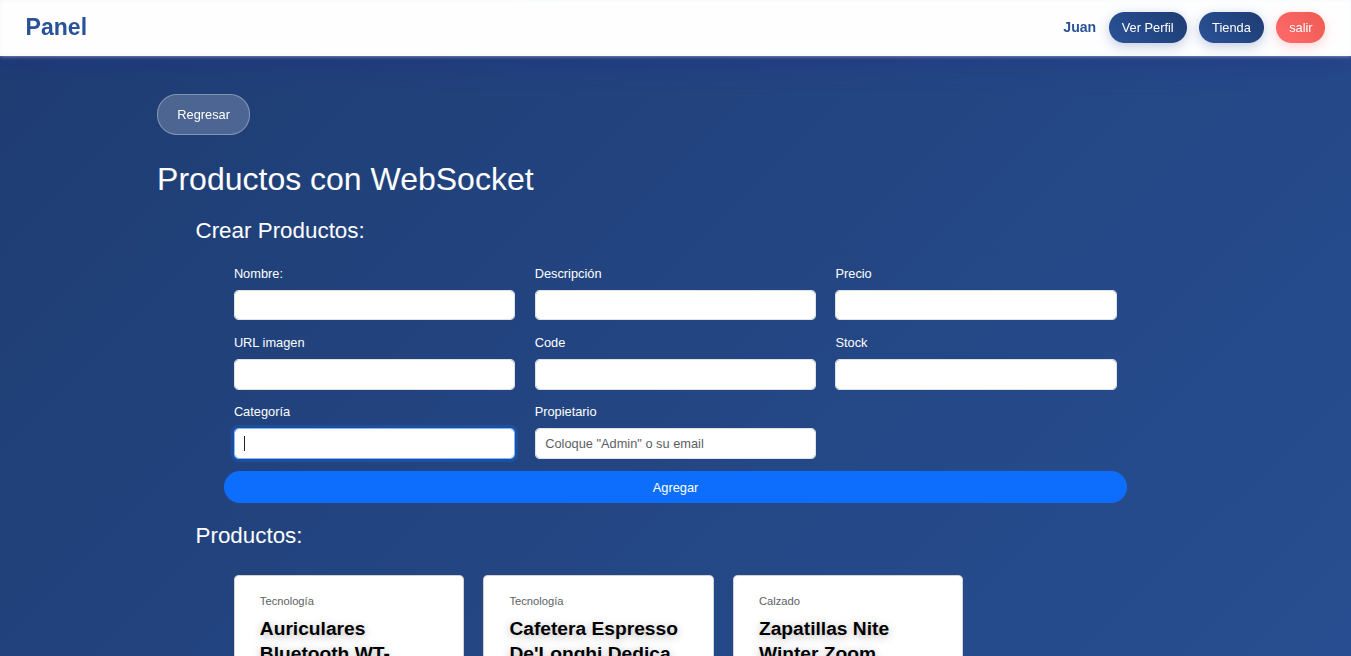 Panel
Juan
Ver Perfil
Tienda
salir
Regresar
Productos con WebSocket
Crear Productos:
Nombre:
Descripción
Precio
URL imagen
Code
Stock
Categoría
Propietario
Coloque "Admin" o su email
Agregar
Productos:
Tecnología
Auriculares
Bluetooth WT-
Tecnología
Cafetera Espresso
De'Longhi Dedica
Calzado
Zapatillas Nite
Winter Zoom